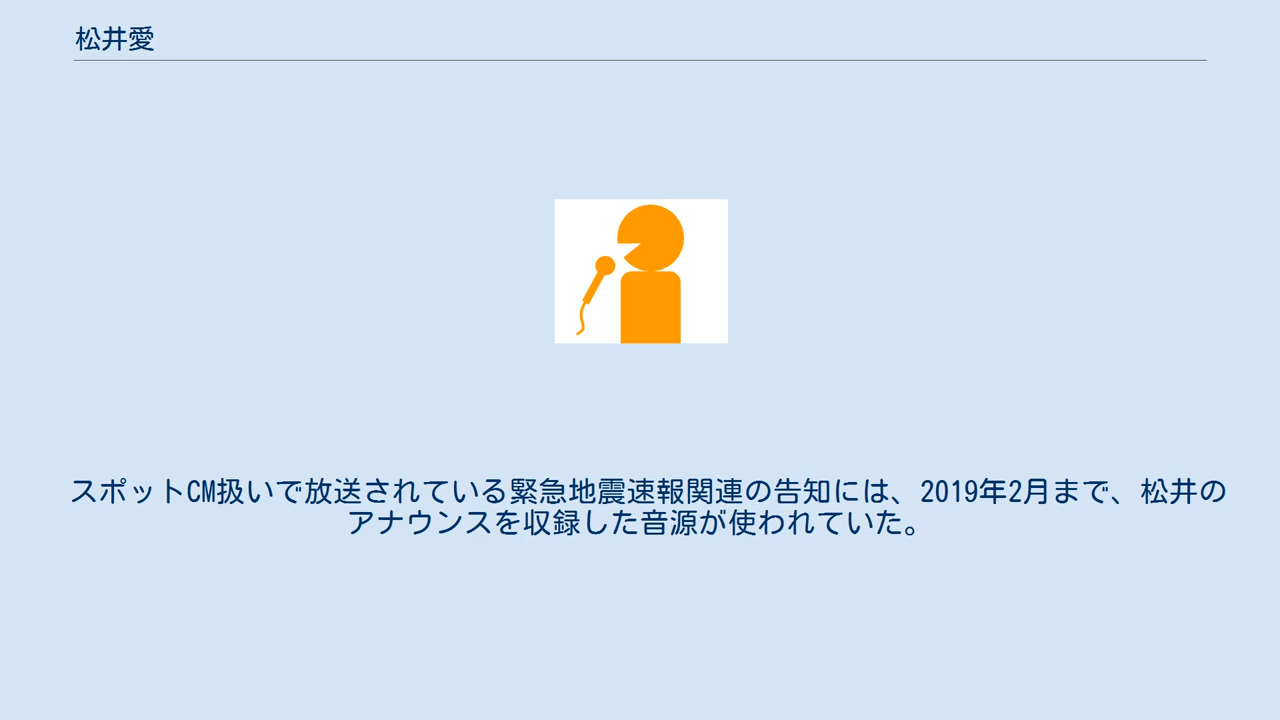 松井愛
スポットCM扱いで放送されている緊急地震速報関連の告知には、2019年2月まで、松井の
アナウンスを収録した音源が使われていた。